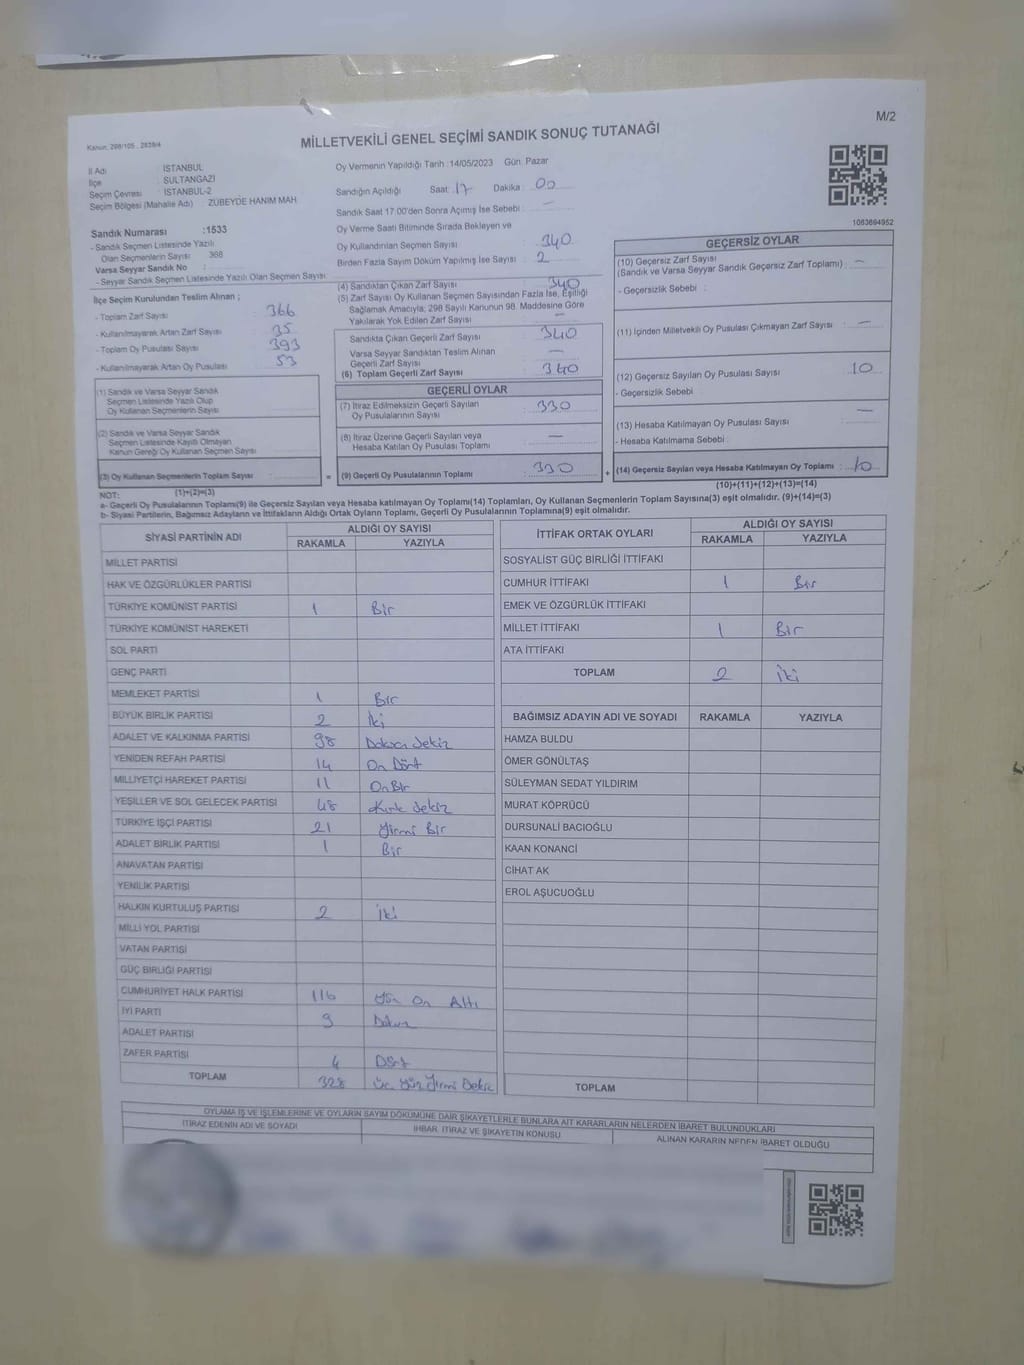 M/2
Kanun: 298/105 , 2839/4
MİLLETVEKİLİ GENEL SEÇİMİ SANDIK SONUÇ TUTANAĞI
İl Adı : İSTANBUL
İlçe : SULTANGAZİ
Seçim Çevresi : İSTANBUL-2
Seçim Bölgesi (Mahalle Adı) : ZÜBEYDE HANIM MAH
Oy Vermenin Yapıldığı Tarih :14/05/2023 Gün: Pazar
Sandığın Açıldığı Saat: 17 Dakika: 00
Sandık Saat 17:00'den Sonra Açımış İse Sebebi : —
Sandık Numarası :1533
- Sandık Seçmen Listesinde Yazılı
Olan Seçmenlerin Sayısı 366
Varsa Seyyar Sandık No :
- Seyyar Sandık Seçmen Listesinde Yazılı Olan Seçmen Sayısı :
Oy Verme Saati Bitiminde Sırada Bekleyen ve
Oy Kullandırılan Seçmen Sayısı : 340
Birden Fazla Sayım Döküm Yapılmış İse Sayısı : 2
İlçe Seçim Kurulundan Teslim Alınan ;
- Toplam Zarf Sayısı : 366
- Kullanılmayarak Artan Zarf Sayısı : 35
- Toplam Oy Pusulası Sayısı : 393
- Kullanılmayarak Artan Oy Pusulası : 53
(4) Sandıktan Çıkan Zarf Sayısı : 340
(5) Zarf Sayısı Oy Kullanan Seçmen Sayısından Fazla İse, Eşitliği
Sağlamak Amacıyla; 298 Sayılı Kanunun 98. Maddesine Göre
Yakılarak Yok Edilen Zarf Sayısı : —
Sandıkta Çıkan Geçerli Zarf Sayısı : 340
Varsa Seyyar Sandıktan Teslim Alınan
Geçerli Zarf Sayısı : —
(6) Toplam Geçerli Zarf Sayısı : 340
1063694952
GEÇERSİZ OYLAR
(10) Geçersiz Zarf Sayısı : —
(Sandık ve Varsa Seyyar Sandık Geçersiz Zarf Toplamı)
- Geçersizlik Sebebi :
(11) İçinden Milletvekili Oy Pusulası Çıkmayan Zarf Sayısı : —
(12) Geçersiz Sayılan Oy Pusulası Sayısı : 10
- Geçersizlik Sebebi :
(13) Hesaba Katılmayan Oy Pusulası Sayısı : —
- Hesaba Katılmama Sebebi :
(14) Geçersiz Sayılan veya Hesaba Katılmayan Oy Toplamı : 10
(10)+(11)+(12)+(13)=(14)
(1) Sandık ve Varsa Seyyar Sandık
Seçmen Listesinde Yazılı Olup
Oy Kullanan Seçmenlerin Sayısı :
(2) Sandık ve Varsa Seyyar Sandık
Seçmen Listesinde Kayıtlı Olmayan
Kanun Gereği Oy Kullanan Seçmen Sayısı :
(3) Oy Kullanan Seçmenlerin Toplam Sayısı :
(1)+(2)=(3)
GEÇERLİ OYLAR
(7) İtiraz Edilmeksizin Geçerli Sayılan
Oy Pusulalarının Sayısı : 330
(8) İtiraz Üzerine Geçerli Sayılan veya
Hesaba Katılan Oy Pusulası Toplamı : —
= (9) Geçerli Oy Pusulalarının Toplamı : 330 +
NOT:
a- Geçerli Oy Pusulalarının Toplamı(9) ile Geçersiz Sayılan veya Hesaba katılmayan Oy Toplamı(14) Toplamları, Oy Kullanan Seçmenlerin Toplam Sayısına(3) eşit olmalıdır. (9)+(14)=(3)
b- Siyasi Partilerin, Bağımsız Adayların ve İttifakların Aldığı Ortak Oyların Toplamı, Geçerli Oy Pusulalarının Toplamına(9) eşit olmalıdır.
SİYASİ PARTİNİN ADI ALDIĞI OY SAYISI
RAKAMLA YAZIYLA
MİLLET PARTİSİ
HAK VE ÖZGÜRLÜKLER PARTİSİ
TÜRKİYE KOMÜNİST PARTİSİ 1 Bir
TÜRKİYE KOMÜNİST HAREKETİ
SOL PARTİ
GENÇ PARTİ
MEMLEKET PARTİSİ 1 Bir
BÜYÜK BİRLİK PARTİSİ 2 İki
ADALET VE KALKINMA PARTİSİ 98 Doksan Sekiz
YENİDEN REFAH PARTİSİ 14 On Dört
MİLLİYETÇİ HAREKET PARTİSİ 11 On Bir
YEŞİLLER VE SOL GELECEK PARTİSİ 48 Kırk Sekiz
TÜRKİYE İŞÇİ PARTİSİ 21 Yirmi Bir
ADALET BİRLİK PARTİSİ 1 Bir
ANAVATAN PARTİSİ
YENİLİK PARTİSİ
HALKIN KURTULUŞ PARTİSİ 2 İki
MİLLİ YOL PARTİSİ
VATAN PARTİSİ
GÜÇ BİRLİĞİ PARTİSİ
CUMHURİYET HALK PARTİSİ 116 Yüz On Altı
İYİ PARTİ 9 Dokuz
ADALET PARTİSİ
ZAFER PARTİSİ 4 Dört
TOPLAM 328 Üç Yüz Yirmi Sekiz
İTTİFAK ORTAK OYLARI ALDIĞI OY SAYISI
RAKAMLA YAZIYLA
SOSYALİST GÜÇ BİRLİĞİ İTTİFAKI
CUMHUR İTTİFAKI 1 Bir
EMEK VE ÖZGÜRLÜK İTTİFAKI
MİLLET İTTİFAKI 1 Bir
ATA İTTİFAKI
TOPLAM 2 İki
BAĞIMSIZ ADAYIN ADI VE SOYADI RAKAMLA YAZIYLA
HAMZA BULDU
ÖMER GÖNÜLTAŞ
SÜLEYMAN SEDAT YILDIRIM
MURAT KÖPRÜCÜ
DURSUNALİ BACIOĞLU
KAAN KONANCİ
CİHAT AK
EROL AŞUCUOĞLU
TOPLAM
OYLAMA İŞ VE İŞLEMLERİNE VE OYLARIN SAYIM DÖKÜMÜNE DAİR ŞİKAYETLERLE BUNLARA AİT KARARLARIN NELERDEN İBARET BULUNDUKLARI
İTİRAZ EDENİN ADI VE SOYADI İHBAR, İTİRAZ VE ŞİKAYETİN KONUSU ALINAN KARARIN NEDEN İBARET OLDUĞU